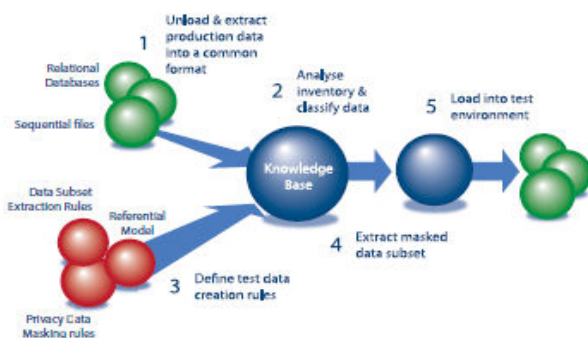 1
Unload & extract
production data
into a common
format
Relational
Databases
Sequential files
2
Analyse
inventory &
classify data
5
Load into test
environment
Knowledge
Base
Data Subset
Extraction Rules
Referential
Model
3
Define test data
creation rules
4
Extract masked
data subset
Privacy Data
Masking rules